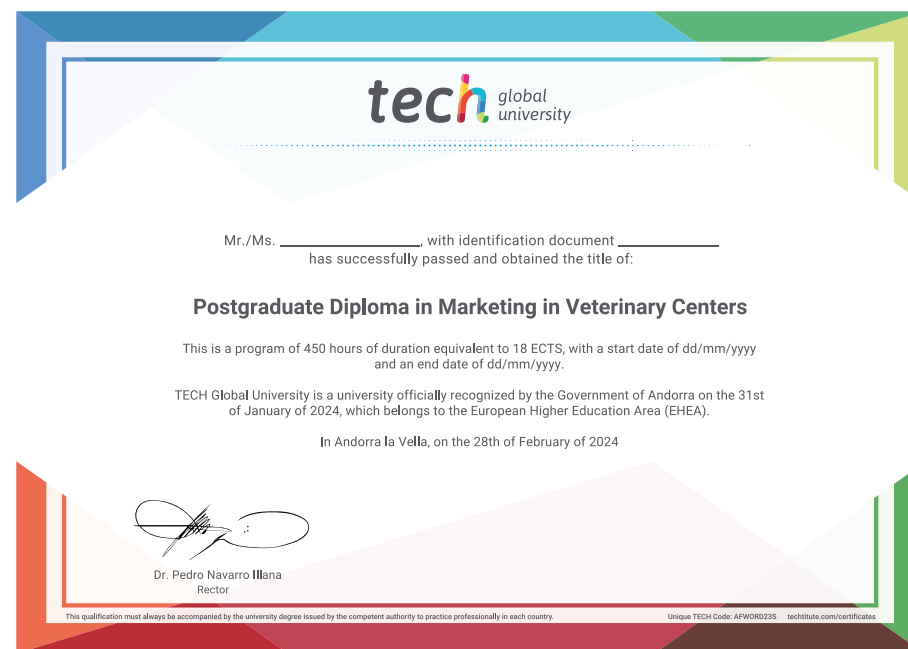 tech global
university
Mr./Ms. ____________, with identification document ____________
has successfully passed and obtained the title of:
Postgraduate Diploma in Marketing in Veterinary Centers
This is a program of 450 hours of duration equivalent to 18 ECTS, with a start date of dd/mm/yyyy
and an end date of dd/mm/yyyy.
TECH Global University is a university officially recognized by the Government of Andorra on the 31st
of January of 2024, which belongs to the European Higher Education Area (EHEA).
In Andorra la Vella, on the 28th of February of 2024
Dr. Pedro Navarro Illana
Rector
This qualification must always be accompanied by the university degree issued by the competent authority to practice professionally in each country.
Unique TECH Code: AFWORD23S techtitute.com/certificates